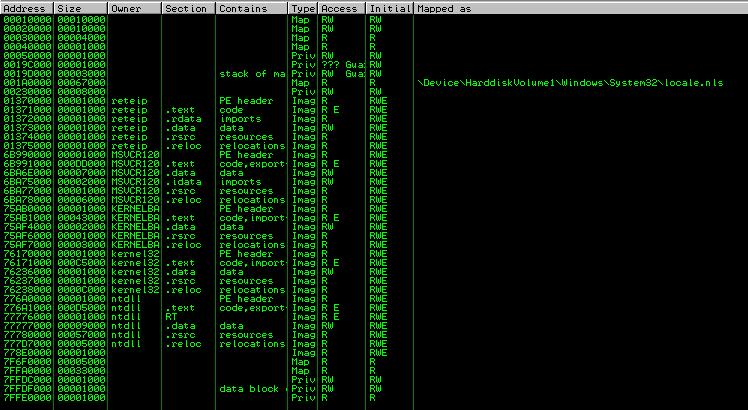 Address Size Owner Section Contains Type Access Initial Mapped as
00010000 00010000 Map RW RW
00020000 00010000 Map RW RW
00030000 00004000 Map R R
00040000 00001000 Map R R
00050000 00001000 Priv RW RW
0019C000 00001000 Priv ??? Gua: RW
0019D000 00003000 stack of ma Priv RW Gua: RW
001A0000 00067000 Map R R \Device\HarddiskVolume1\Windows\System32\locale.nls
00230000 00008000 Priv RW RW
01370000 00001000 reteip PE header Imag R RWE
01371000 00001000 reteip .text code Imag R E RWE
01372000 00001000 reteip .rdata imports Imag R RWE
01373000 00001000 reteip .data data Imag RW RWE
01374000 00001000 reteip .rsrc resources Imag R RWE
01375000 00001000 reteip .reloc relocations Imag R RWE
6B990000 00001000 MSVCR120 PE header Imag R RWE
6B991000 000DD000 MSVCR120 .text code,export Imag R E RWE
6BA6E000 00007000 MSVCR120 .data data Imag RW RWE
6BA75000 00002000 MSVCR120 .idata imports Imag RW RWE
6BA77000 00001000 MSVCR120 .rsrc resources Imag R RWE
6BA78000 00006000 MSVCR120 .reloc relocations Imag R RWE
75AB0000 00001000 KERNELBA PE header Imag R RWE
75AB1000 00043000 KERNELBA .text code,import Imag R E RWE
75AF4000 00002000 KERNELBA .data data Imag RW RWE
75AF6000 00001000 KERNELBA .rsrc resources Imag R RWE
75AF7000 00003000 KERNELBA .reloc relocations Imag R RWE
76170000 00001000 kernel32 PE header Imag R RWE
76171000 000C5000 kernel32 .text code,import Imag R E RWE
76236000 00001000 kernel32 .data data Imag RW RWE
76237000 00001000 kernel32 .rsrc resources Imag R RWE
76238000 0000C000 kernel32 .reloc relocations Imag R RWE
776A0000 00001000 ntdll PE header Imag R RWE
776A1000 000D5000 ntdll .text code,export Imag R E RWE
77776000 00001000 ntdll RT Imag R E RWE
77777000 00009000 ntdll .data data Imag RW RWE
77780000 00057000 ntdll .rsrc resources Imag R RWE
777D7000 00005000 ntdll .reloc relocations Imag R RWE
778E0000 00001000 Imag R RWE
7F6F0000 00005000 Map R R
7FFA0000 00033000 Map R R
7FFDC000 00001000 Priv RW RW
7FFDF000 00001000 data block Priv RW RW
7FFE0000 00001000 Priv R R